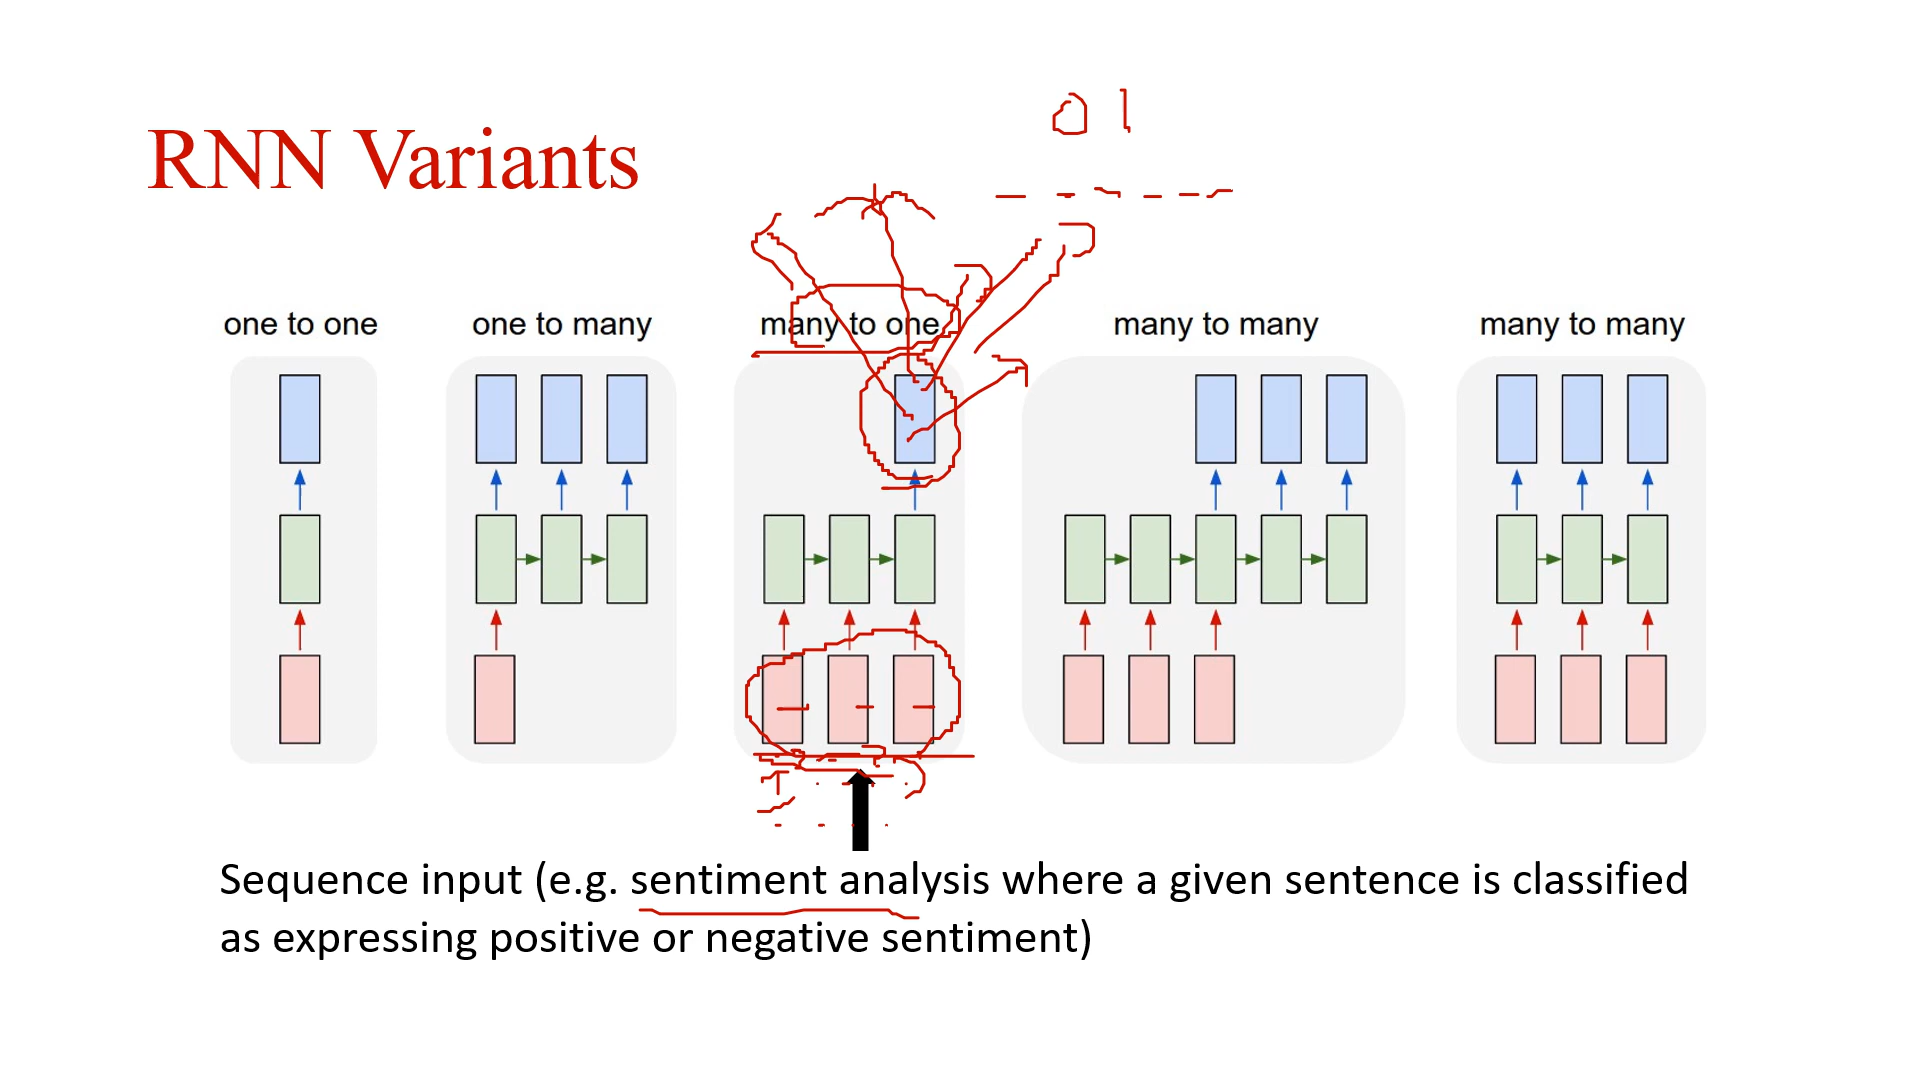 RNN Variants
01
one to one one to many many to one many to many many to many
Sequence input (e.g. sentiment analysis where a given sentence is classified
as expressing positive or negative sentiment)